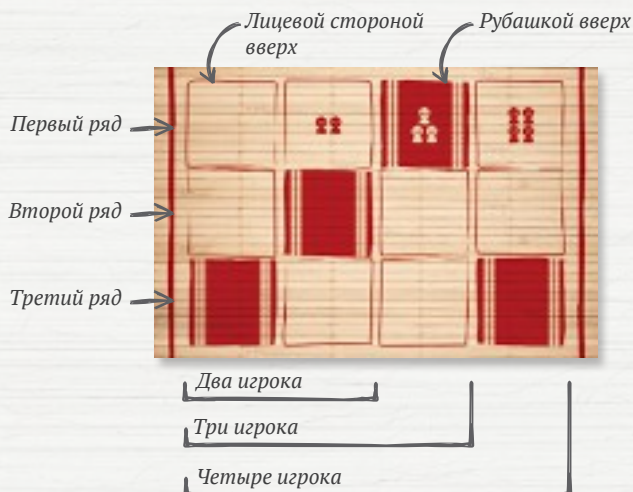 Лицевой стороной
вверх
Рубашкой вверх
Первый ряд
Второй ряд
Третий ряд
Два игрока
Три игрока
Четыре игрока